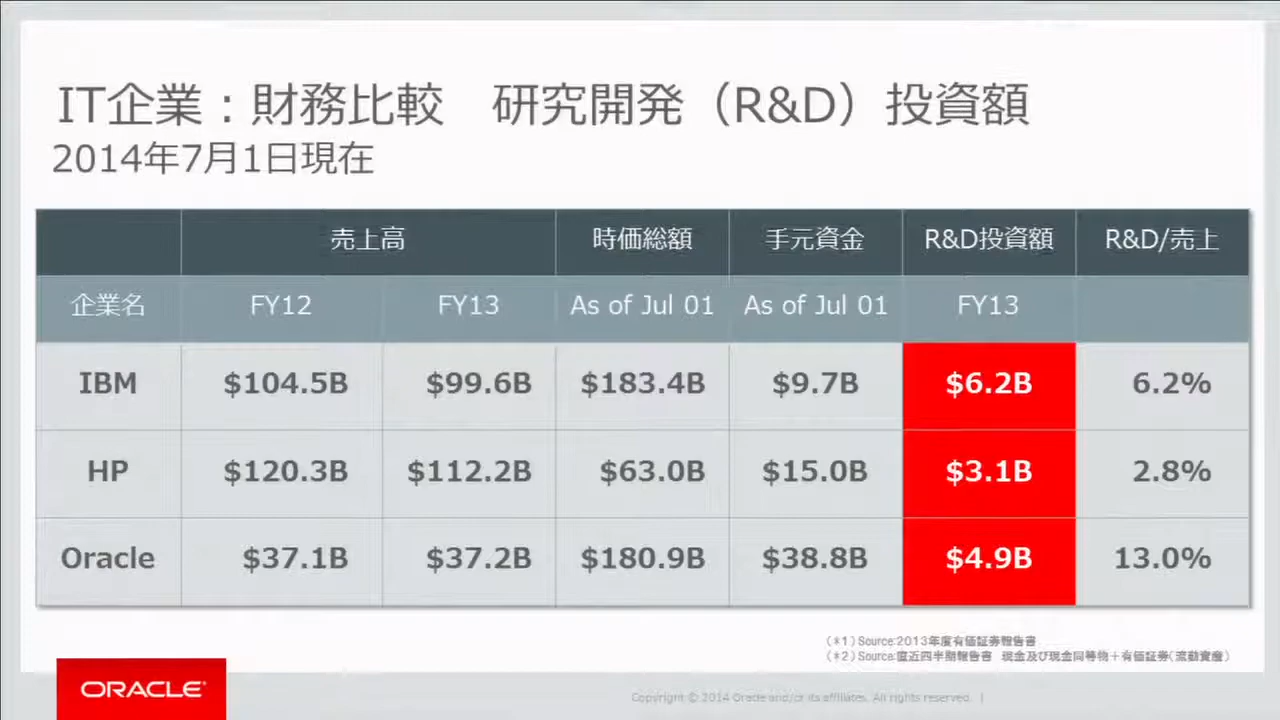 IT企業：財務比較　研究開発（R&D）投資額
2014年7月1日現在
売上高 時価総額 手元資金 R&D投資額 R&D/売上
企業名 FY12 FY13 As of Jul 01 As of Jul 01 FY13
IBM $104.5B $99.6B $183.4B $9.7B $6.2B 6.2%
HP $120.3B $112.2B $63.0B $15.0B $3.1B 2.8%
Oracle $37.1B $37.2B $180.9B $38.8B $4.9B 13.0%
（*1）Source:2013年度有価証券報告書
（*2）Source:直近四半期報告書　現金及び現金同等物＋有価証券（流動資産）
ORACLE®
Copyright © 2014 Oracle and/or its affiliates. All rights reserved. |